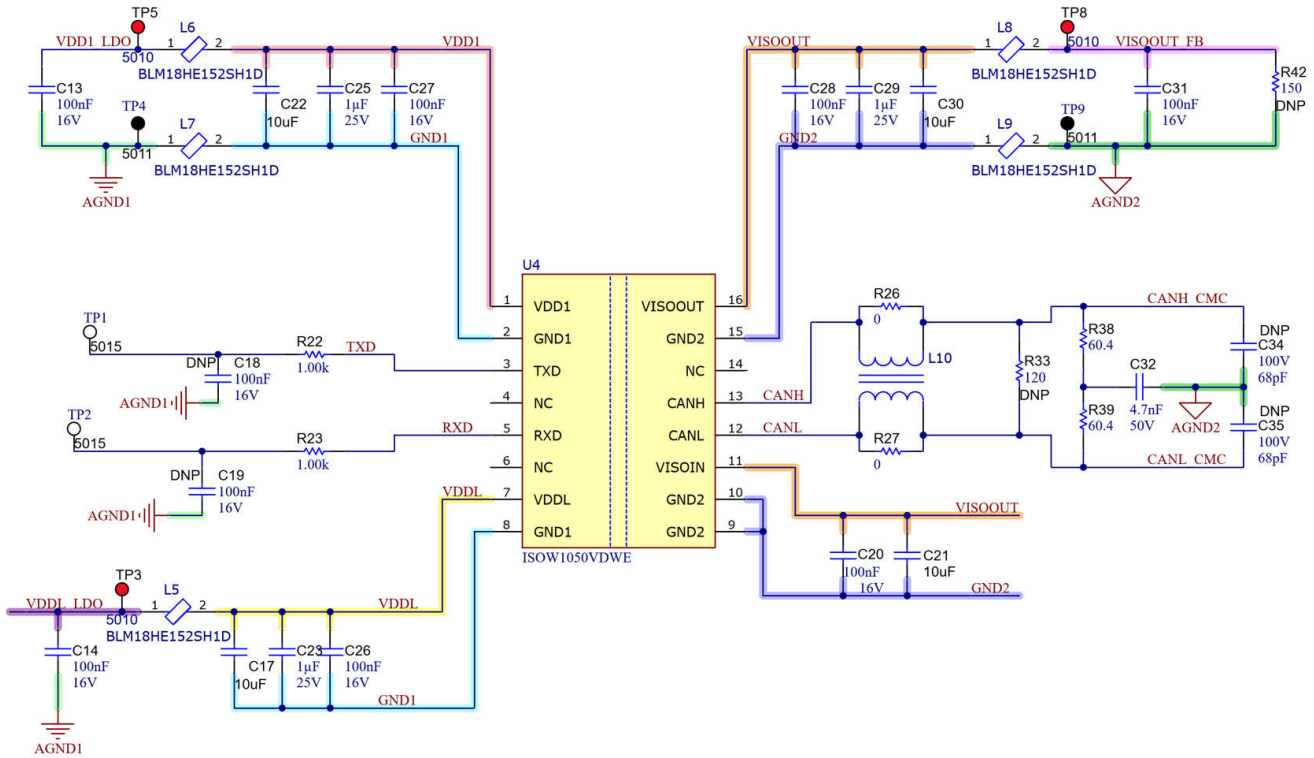 TP5
VDD1_LDO
L6
1
2
VDD1
5010
BLM18HE152SH1D
C13
100nF
16V
C22
10uF
C25
1µF
25V
C27
100nF
16V
TP4
5011
L7
1
2
GND1
BLM18HE152SH1D
AGND1
VISOOUT
L8
1
2
TP8
5010
VISOOUT_FB
BLM18HE152SH1D
C28
100nF
16V
C29
1µF
25V
C30
10uF
C31
100nF
16V
R42
150
DNP
GND2
L9
1
2
TP9
5011
BLM18HE152SH1D
AGND2
U4
1
VDD1
2
GND1
3
TXD
4
NC
5
RXD
6
NC
7
VDDL
8
GND1
VISOOUT
16
GND2
15
NC
14
CANH
13
CANL
12
VISOIN
11
GND2
10
GND2
9
ISOW1050VDWE
TP1
5015
DNP
C18
100nF
16V
R22
1.00k
TXD
AGND1
TP2
5015
DNP
C19
100nF
16V
R23
1.00k
RXD
AGND1
VDDL
TP3
VDDL_LDO
5010
L5
1
2
VDDL
BLM18HE152SH1D
C14
100nF
16V
C17
10uF
C23
1µF
25V
C26
100nF
16V
GND1
AGND1
R26
0
L10
CANH
CANL
R27
0
R33
120
DNP
CANH_CMC
R38
60.4
C32
4.7nF
50V
R39
60.4
AGND2
DNP
C34
100V
68pF
DNP
C35
100V
68pF
CANL_CMC
VISOOUT
C20
100nF
16V
C21
10uF
GND2